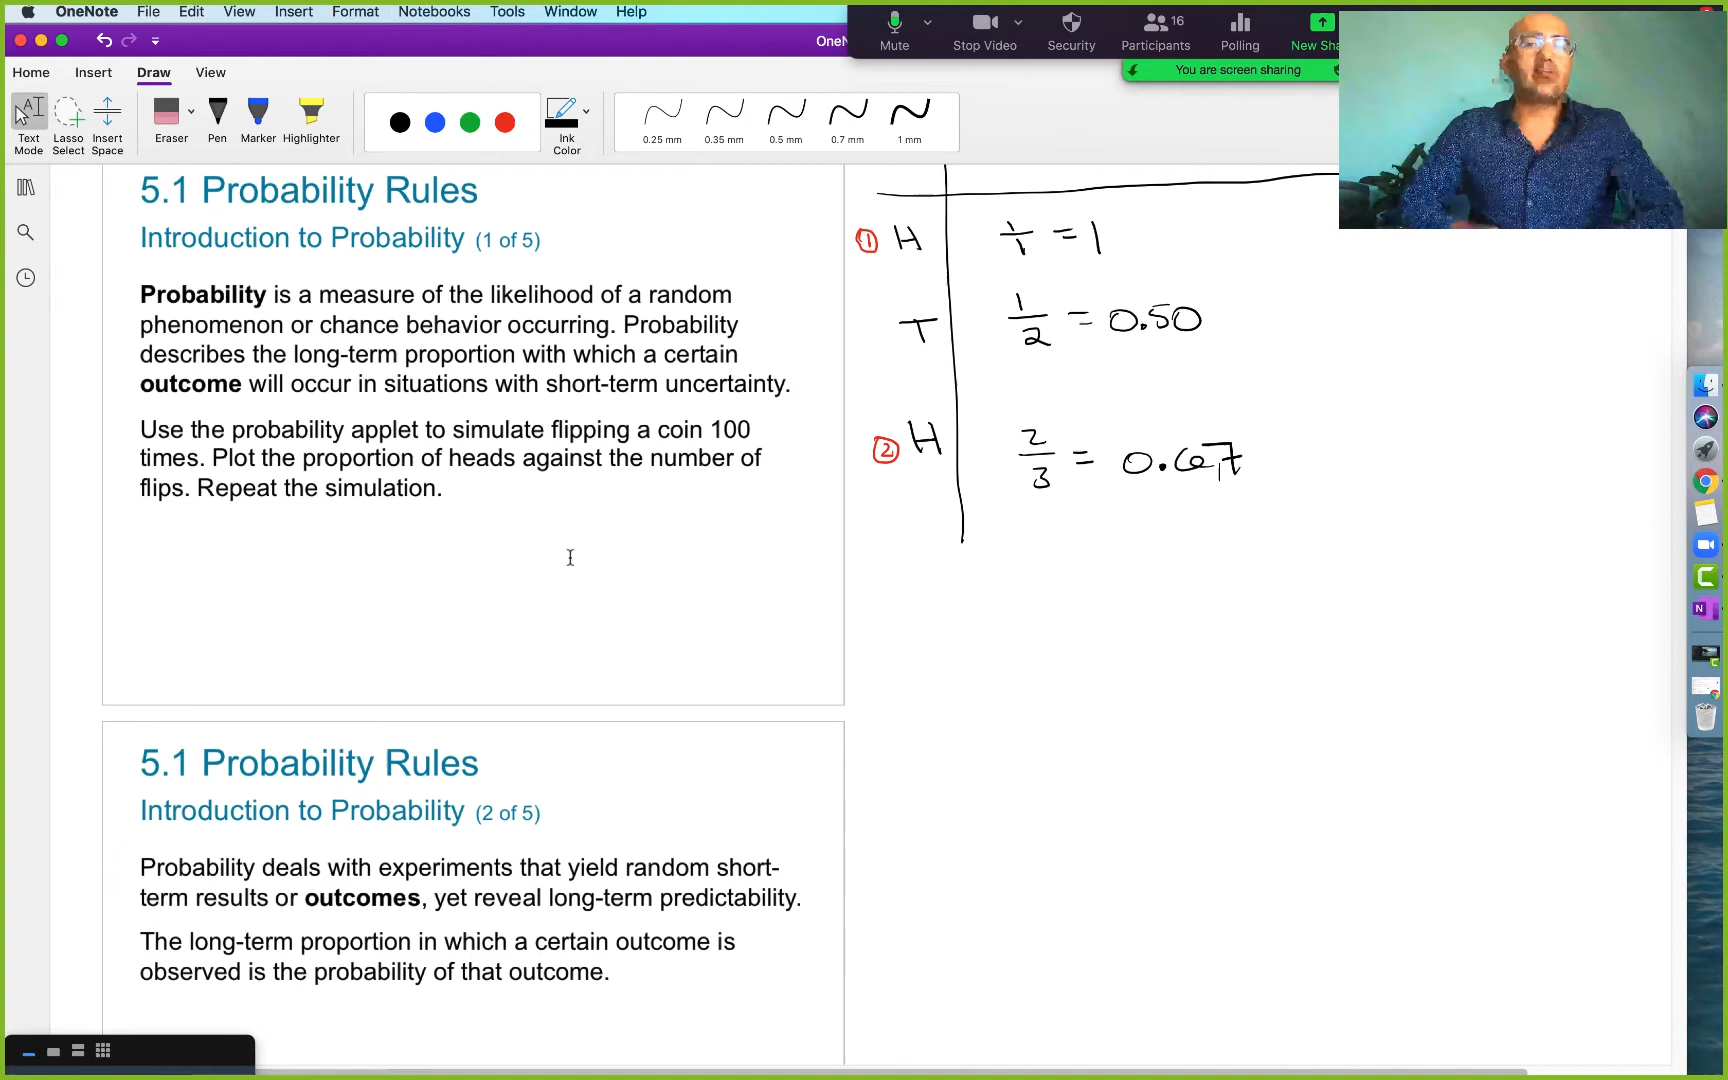 OneNote File Edit View Insert Format Notebooks Tools Window Help
Mute Stop Video Security 16 Participants Polling
You are screen sharing
Home Insert Draw View
Text Mode Lasso Select Insert Space Eraser Pen Marker Highlighter Ink Color 0.25 mm 0.35 mm 0.5 mm 0.7 mm 1 mm
5.1 Probability Rules
Introduction to Probability (1 of 5)
Probability is a measure of the likelihood of a random
phenomenon or chance behavior occurring. Probability
describes the long-term proportion with which a certain
outcome will occur in situations with short-term uncertainty.
Use the probability applet to simulate flipping a coin 100
times. Plot the proportion of heads against the number of
flips. Repeat the simulation.
① H 1/1 = 1
T 1/2 = 0.50
② H 2/3 = 0.67
5.1 Probability Rules
Introduction to Probability (2 of 5)
Probability deals with experiments that yield random short-
term results or outcomes, yet reveal long-term predictability.
The long-term proportion in which a certain outcome is
observed is the probability of that outcome.